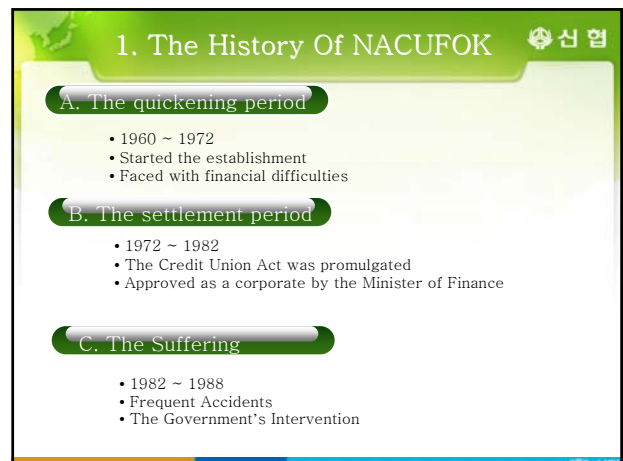 1. The History Of NACUFOK
신협
A. The quickening period
• 1960 ~ 1972
• Started the establishment
• Faced with financial difficulties
B. The settlement period
• 1972 ~ 1982
• The Credit Union Act was promulgated
• Approved as a corporate by the Minister of Finance
C. The Suffering
• 1982 ~ 1988
• Frequent Accidents
• The Government's Intervention